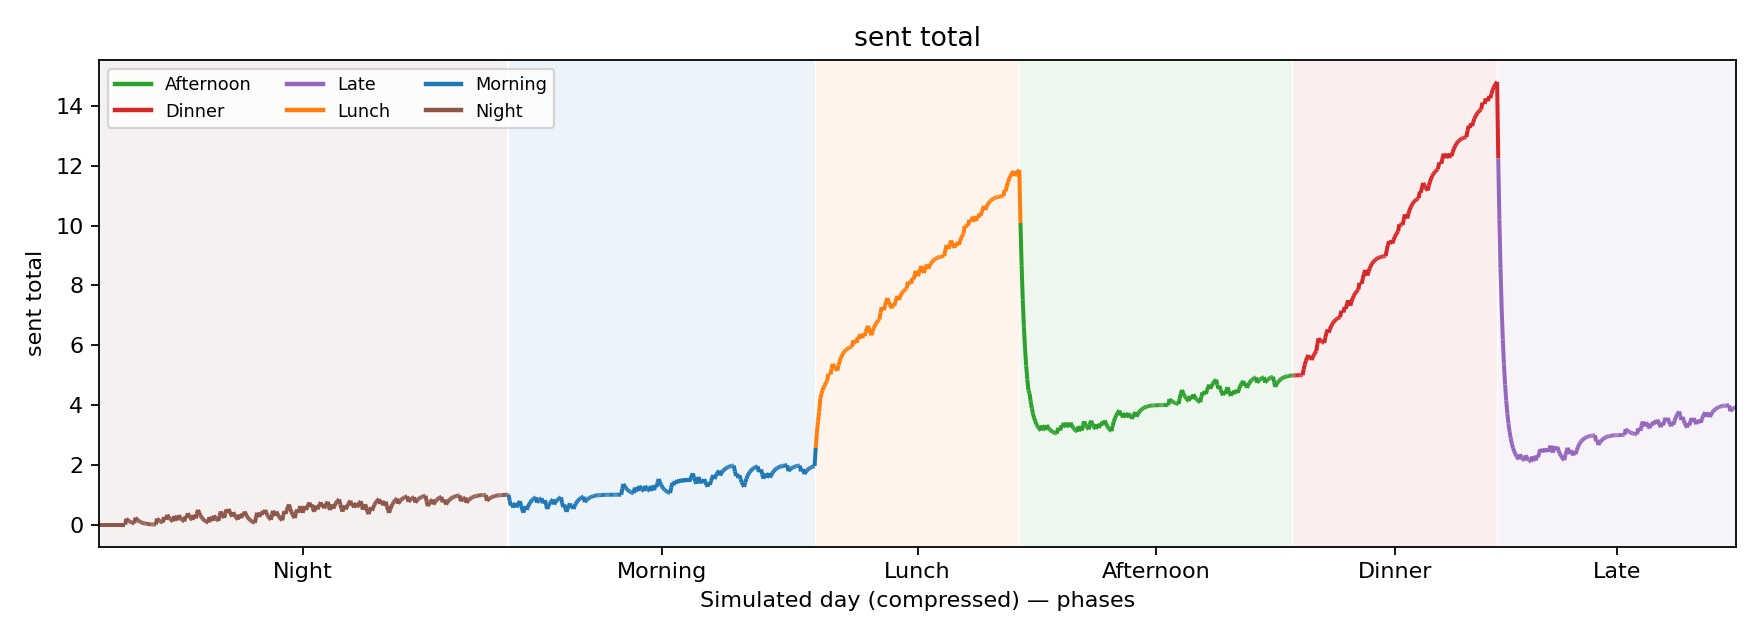 sent total
Afternoon Late Morning
Dinner Lunch Night
sent total
14
12
10
8
6
4
2
0
Night Morning Lunch Afternoon Dinner Late
Simulated day (compressed) — phases